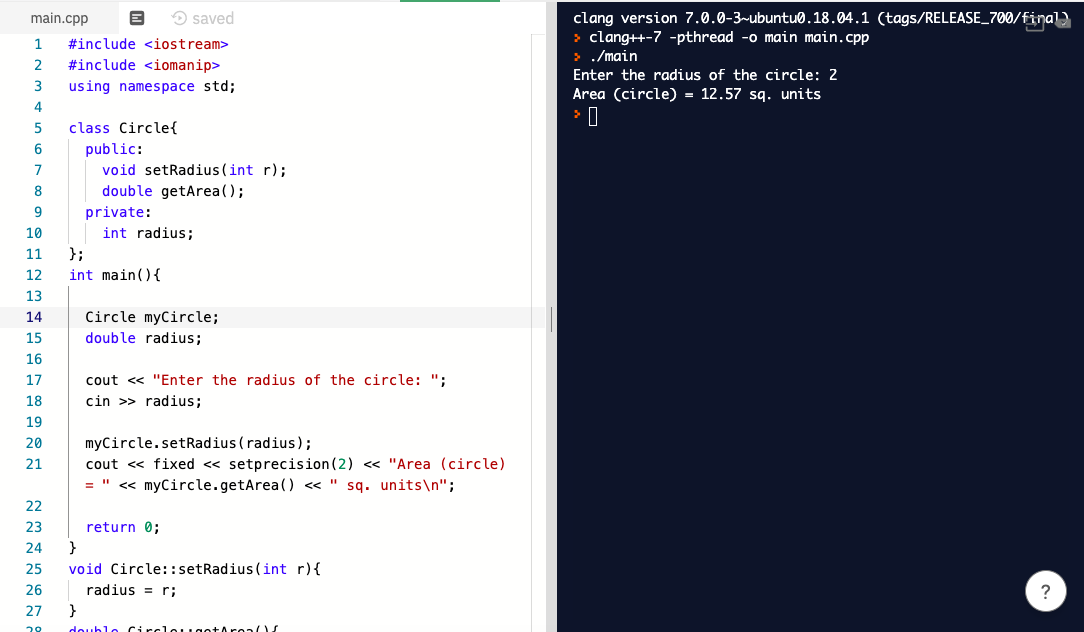 main.cpp saved
1 #include <iostream>
2 #include <iomanip>
3 using namespace std;
4
5 class Circle{
6 public:
7 void setRadius(int r);
8 double getArea();
9 private:
10 int radius;
11 };
12 int main(){
13
14 Circle myCircle;
15 double radius;
16
17 cout << "Enter the radius of the circle: ";
18 cin >> radius;
19
20 myCircle.setRadius(radius);
21 cout << fixed << setprecision(2) << "Area (circle)
= " << myCircle.getArea() << " sq. units\n";
22
23 return 0;
24 }
25 void Circle::setRadius(int r){
26 radius = r;
27 }
28 double Circle::getArea(){
clang version 7.0.0-3~ubuntu0.18.04.1 (tags/RELEASE_700/final)
> clang++-7 -pthread -o main main.cpp
> ./main
Enter the radius of the circle: 2
Area (circle) = 12.57 sq. units
>
?